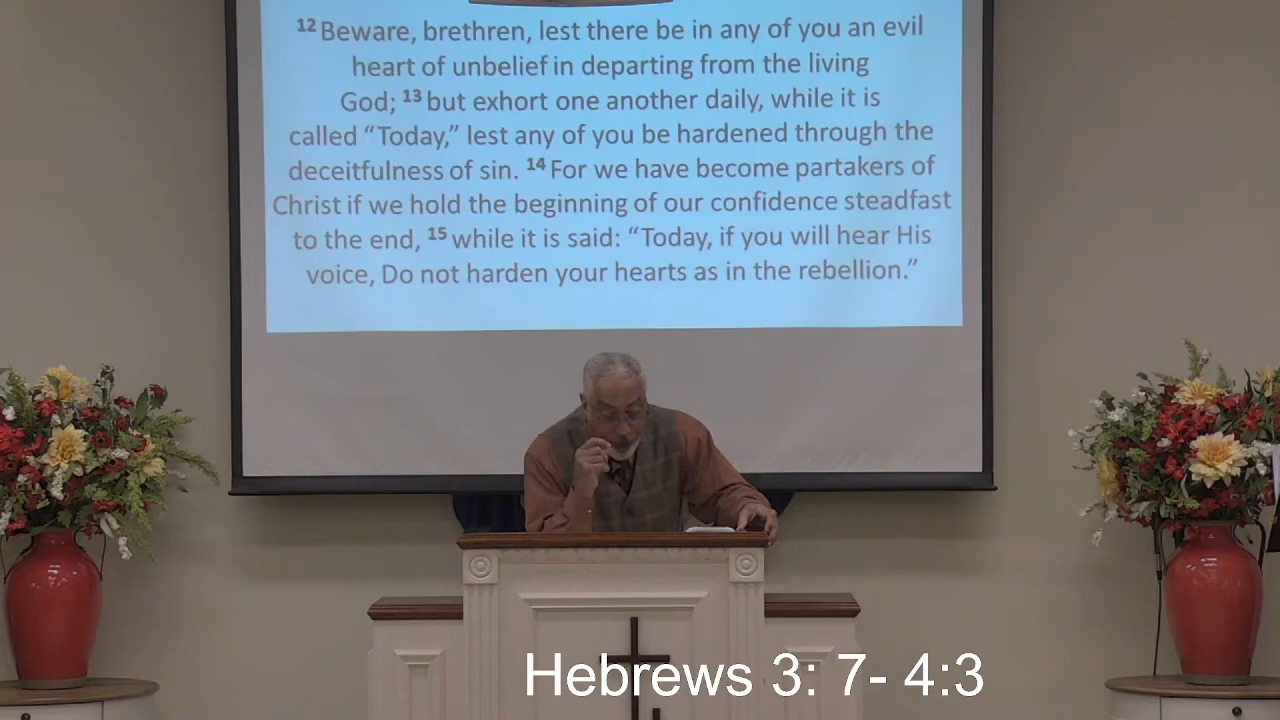 12 Beware, brethren, lest there be in any of you an evil
heart of unbelief in departing from the living
God; 13 but exhort one another daily, while it is
called “Today,” lest any of you be hardened through the
deceitfulness of sin. 14 For we have become partakers of
Christ if we hold the beginning of our confidence steadfast
to the end, 15 while it is said: “Today, if you will hear His
voice, Do not harden your hearts as in the rebellion.”
Hebrews 3: 7- 4:3